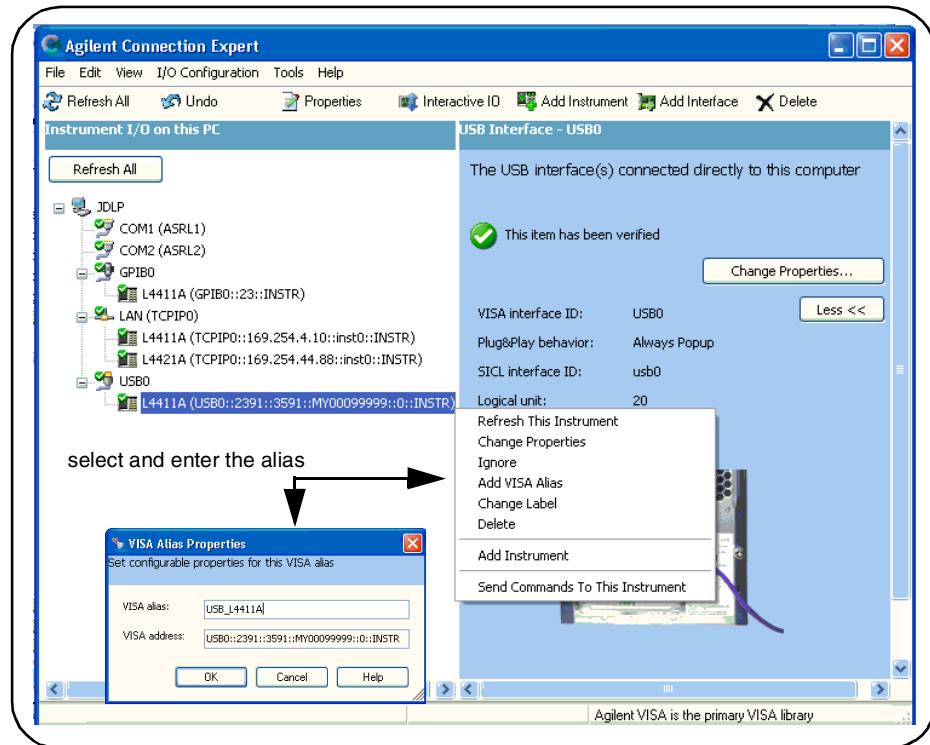 Agilent Connection Expert
File Edit View I/O Configuration Tools Help
Refresh All Undo Properties Interactive IO Add Instrument Add Interface Delete
Instrument I/O on this PC
USB Interface - USB0
Refresh All
The USB interface(s) connected directly to this computer
JDLP
COM1 (ASRL1)
COM2 (ASRL2)
GPIB0
L4411A (GPIB0::23::INSTR)
LAN (TCPIP0)
L4411A (TCPIP0::169.254.4.10::inst0::INSTR)
L4421A (TCPIP0::169.254.44.88::inst0::INSTR)
USB0
L4411A (USB0::2391::3591::MY00099999::0::INSTR)
This item has been verified
Change Properties...
Less <<
VISA interface ID: USB0
Plug&Play behavior: Always Popup
SICL interface ID: usb0
Logical unit: 20
Refresh This Instrument
Change Properties
Ignore
Add VISA Alias
Change Label
Delete
Add Instrument
Send Commands To This Instrument
select and enter the alias
VISA Alias Properties
Set configurable properties for this VISA alias
VISA alias: USB_L4411A
VISA address: USB0::2391::3591::MY00099999::0::INSTR
OK Cancel Help
Agilent VISA is the primary VISA library